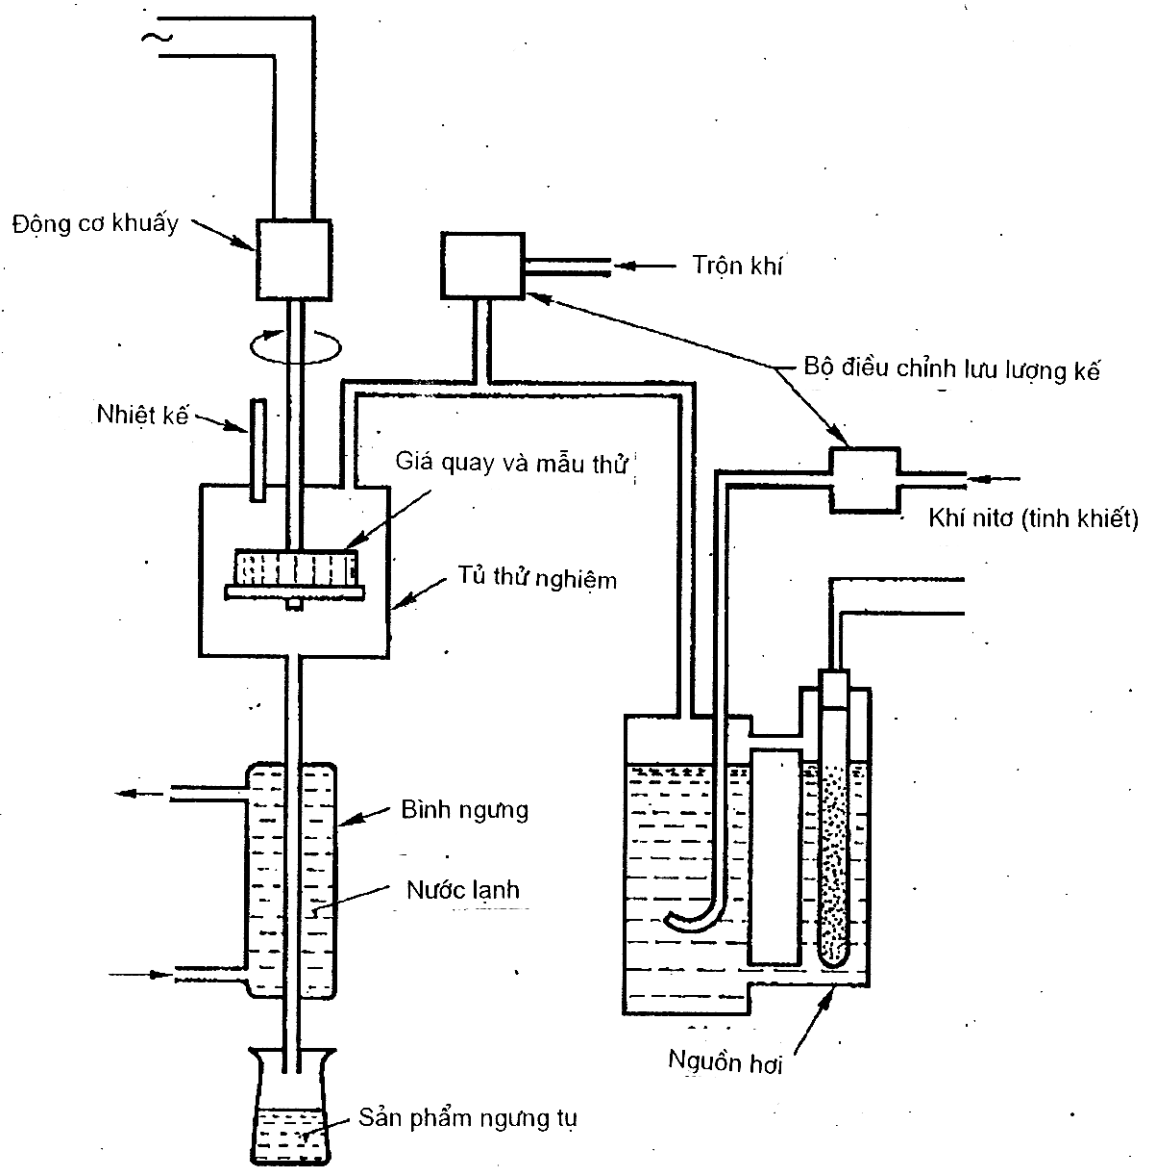 Động cơ khuấy
Trộn khí
Bộ điều chỉnh lưu lượng kế
Nhiệt kế
Giá quay và mẫu thử
Khí nitơ (tinh khiết)
Tủ thử nghiệm
Bình ngưng
Nước lạnh
Nguồn hơi
Sản phẩm ngưng tụ